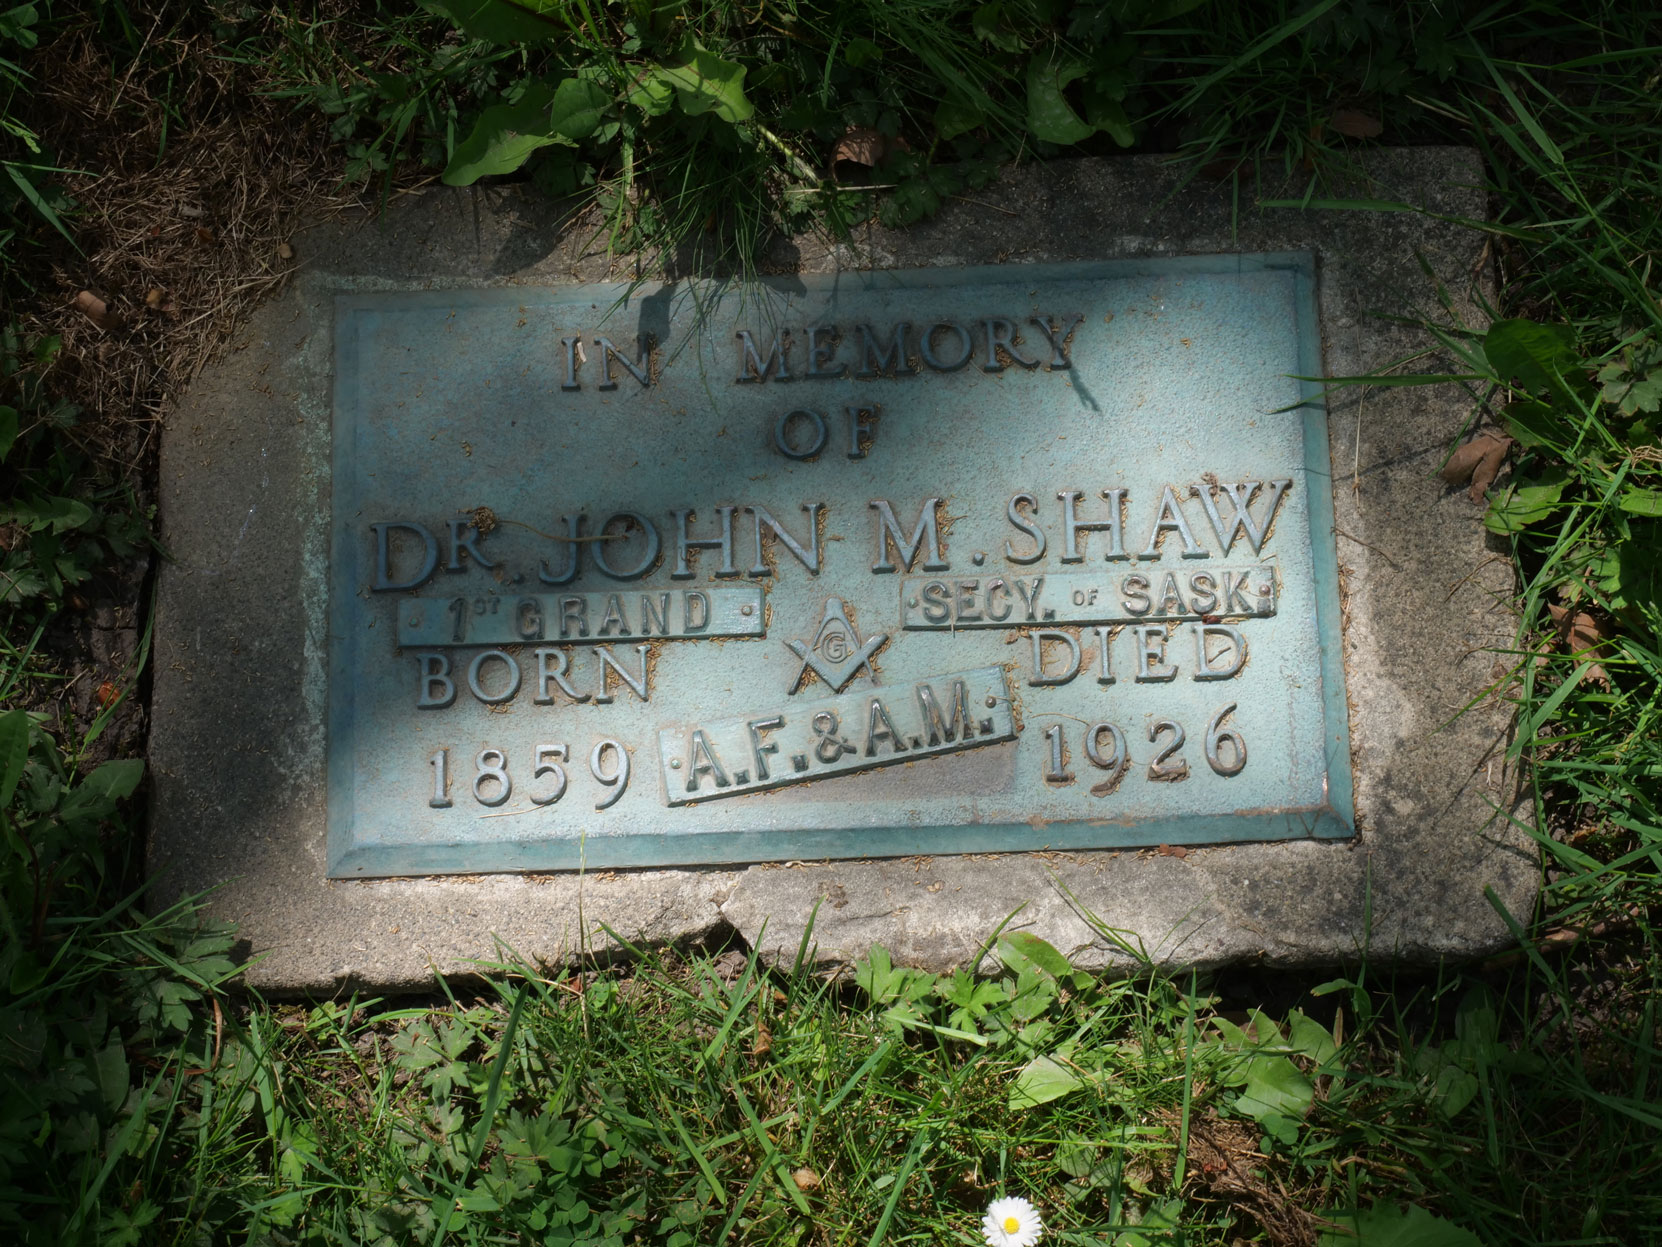 IN MEMORY
OF
DR. JOHN M. SHAW
1ST GRAND SECY. OF SASK.
G
BORN DIED
1859 A.F. & A.M. 1926